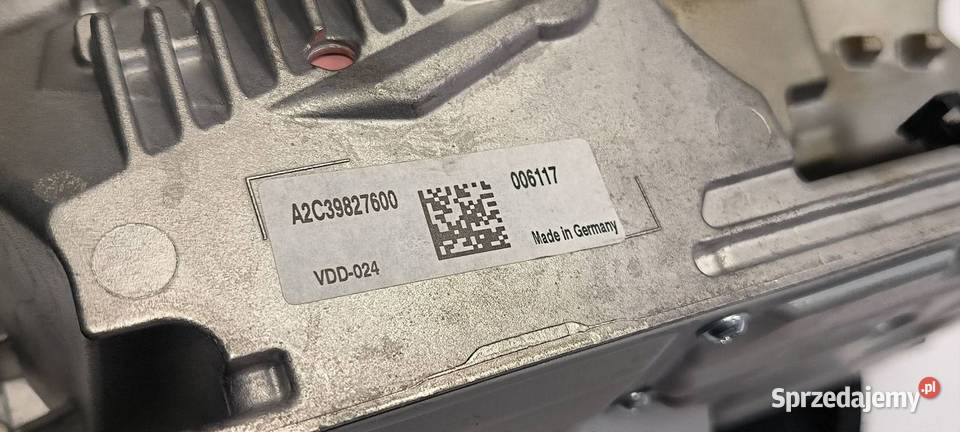 A2C39827600
006117
VDD-024
Made in Germany
Sprzedajemy.pl